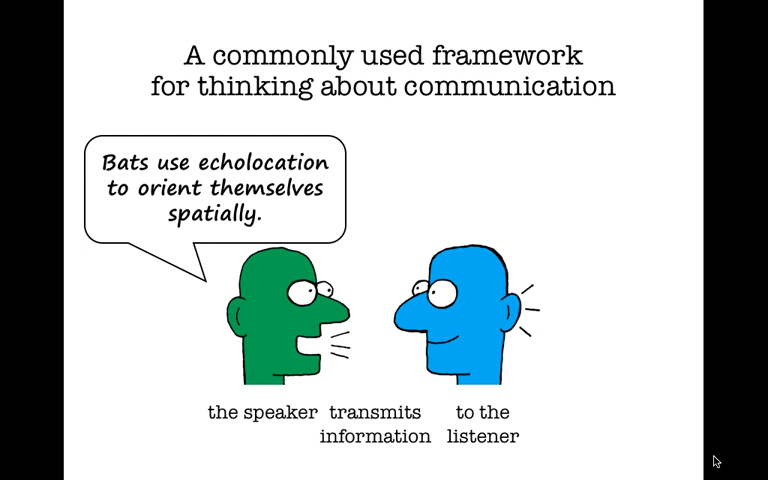 A commonly used framework
for thinking about communication
Bats use echolocation
to orient themselves
spatially.
the speaker transmits to the
information listener